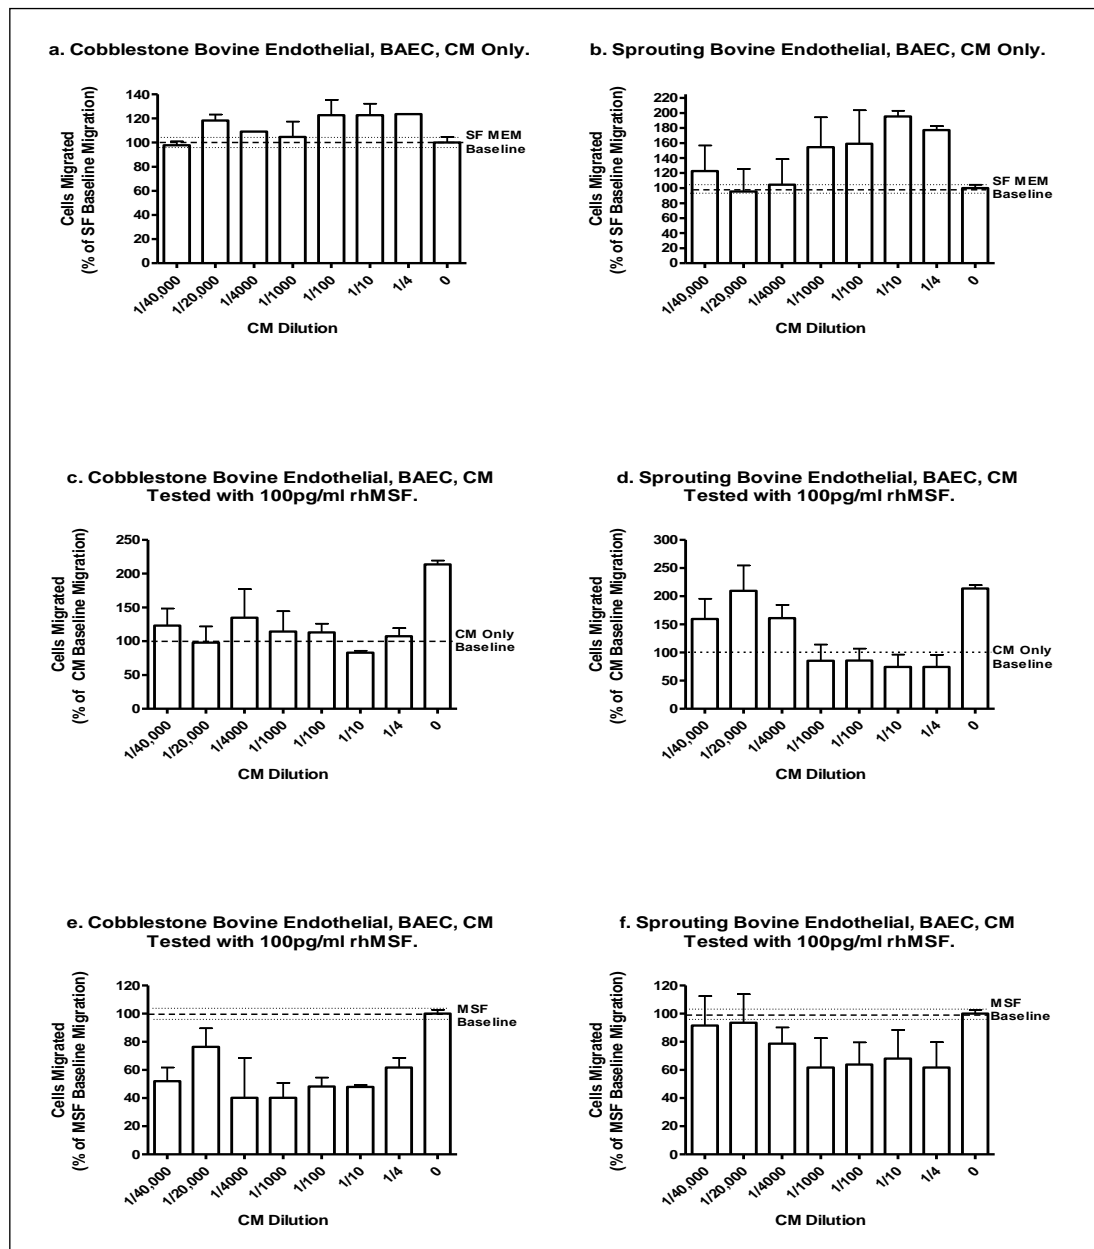 a. Cobblestone Bovine Endothelial, BAEC, CM Only.
Cells Migrated
(% of SF Baseline Migration)
140
120
100
80
60
40
20
0
SF MEM
Baseline
1/40,000
1/20,000
1/4000
1/1000
1/100
1/10
1/4
0
CM Dilution
b. Sprouting Bovine Endothelial, BAEC, CM Only.
Cells Migrated
(% of SF Baseline Migration)
220
200
180
160
140
120
100
80
60
40
20
0
SF MEM
Baseline
1/40,000
1/20,000
1/4000
1/1000
1/100
1/10
1/4
0
CM Dilution
c. Cobblestone Bovine Endothelial, BAEC, CM
Tested with 100pg/ml rhMSF.
Cells Migrated
(% of CM Baseline Migration)
250
200
150
100
50
0
CM Only
Baseline
1/40,000
1/20,000
1/4000
1/1000
1/100
1/10
1/4
0
CM Dilution
d. Sprouting Bovine Endothelial, BAEC, CM
Tested with 100pg/ml rhMSF.
Cells Migrated
(% of CM Baseline Migration)
300
250
200
150
100
50
0
CM Only
Baseline
1/40,000
1/20,000
1/4000
1/1000
1/100
1/10
1/4
0
CM Dilution
e. Cobblestone Bovine Endothelial, BAEC, CM
Tested with 100pg/ml rhMSF.
Cells Migrated
(% of MSF Baseline Migration)
120
100
80
60
40
20
0
MSF
Baseline
1/40,000
1/20,000
1/4000
1/1000
1/100
1/10
1/4
0
CM Dilution
f. Sprouting Bovine Endothelial, BAEC, CM
Tested with 100pg/ml rhMSF.
Cells Migrated
(% of MSF Baseline Migration)
120
100
80
60
40
20
0
MSF
Baseline
1/40,000
1/20,000
1/4000
1/1000
1/100
1/10
1/4
0
CM Dilution